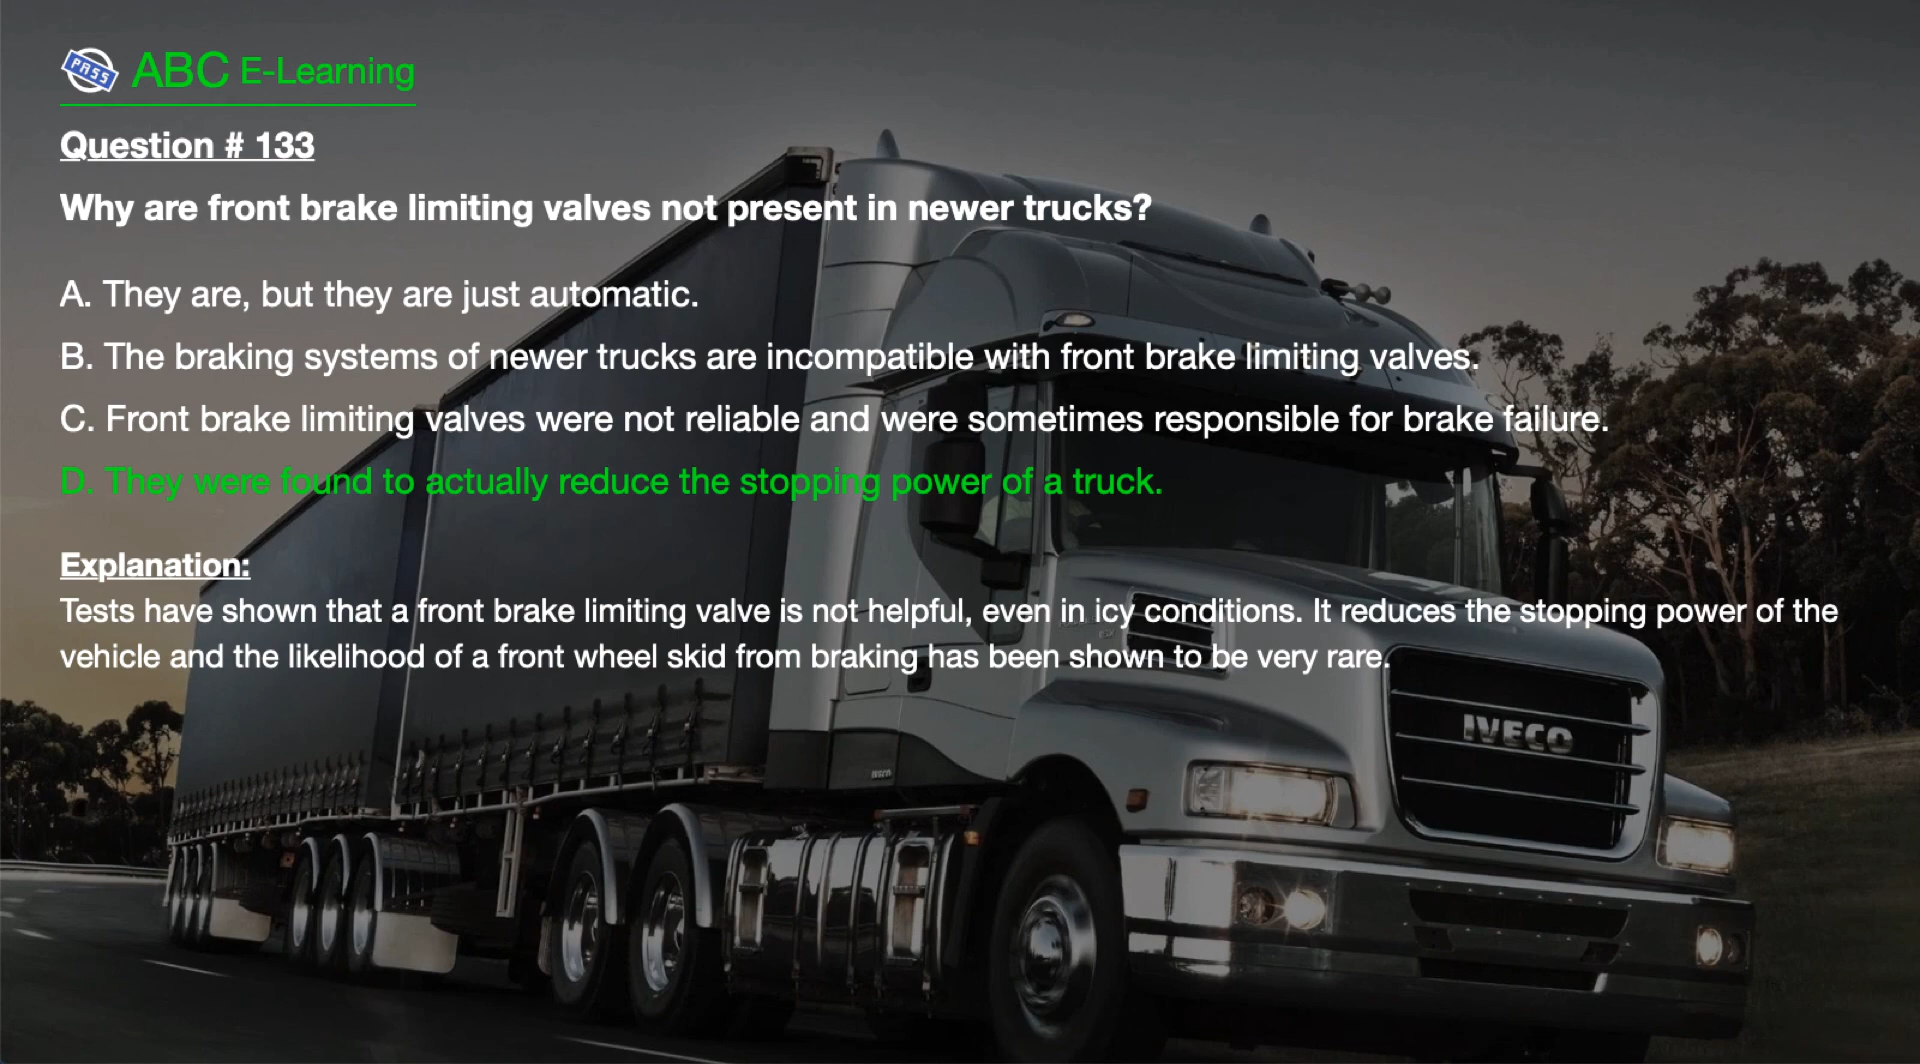 PASS ABC E-Learning
Question # 133
Why are front brake limiting valves not present in newer trucks?
A. They are, but they are just automatic.
B. The braking systems of newer trucks are incompatible with front brake limiting valves.
C. Front brake limiting valves were not reliable and were sometimes responsible for brake failure.
D. They were found to actually reduce the stopping power of a truck.
Explanation:
Tests have shown that a front brake limiting valve is not helpful, even in icy conditions. It reduces the stopping power of the
vehicle and the likelihood of a front wheel skid from braking has been shown to be very rare.
IVECO
IVECO